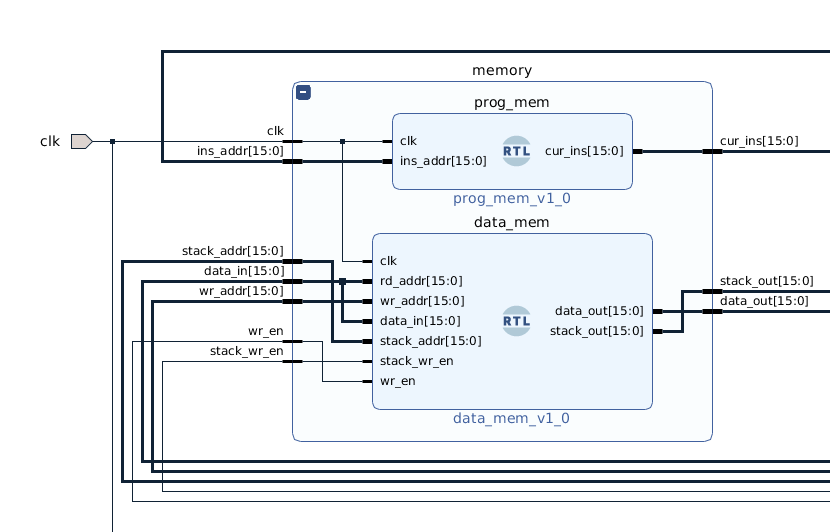 memory
prog_mem
clk
clk
ins_addr[15:0]
clk
ins_addr[15:0]
RTL
cur_ins[15:0]
cur_ins[15:0]
prog_mem_v1_0
data_mem
stack_addr[15:0]
data_in[15:0]
wr_addr[15:0]
wr_en
stack_wr_en
clk
rd_addr[15:0]
wr_addr[15:0]
data_in[15:0]
stack_addr[15:0]
stack_wr_en
wr_en
RTL
data_out[15:0]
stack_out[15:0]
stack_out[15:0]
data_out[15:0]
data_mem_v1_0